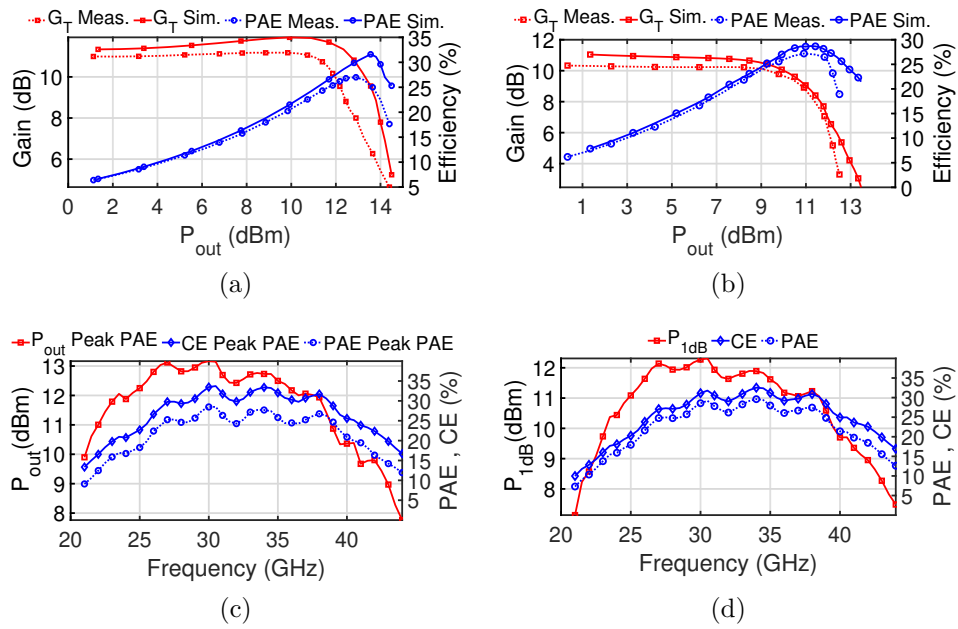 G_T Meas. G_T Sim. PAE Meas. PAE Sim.
Gain (dB)
10
8
6
35
30
25
20
15
10
5
Efficiency (%)
0 2 4 6 8 10 12 14
P_out (dBm)
(a)
G_T Meas. G_T Sim. PAE Meas. PAE Sim.
Gain (dB)
12
10
8
6
4
30
25
20
15
10
5
0
Efficiency (%)
1 3 5 7 9 11 13
P_out (dBm)
(b)
P_out Peak PAE CE Peak PAE PAE Peak PAE
P_out(dBm)
13
12
11
10
9
8
35
30
25
20
15
10
5
PAE , CE (%)
20 25 30 35 40
Frequency (GHz)
(c)
P_1dB CE PAE
P_1dB(dBm)
12
11
10
9
8
35
30
25
20
15
10
5
PAE , CE (%)
20 25 30 35 40
Frequency (GHz)
(d)